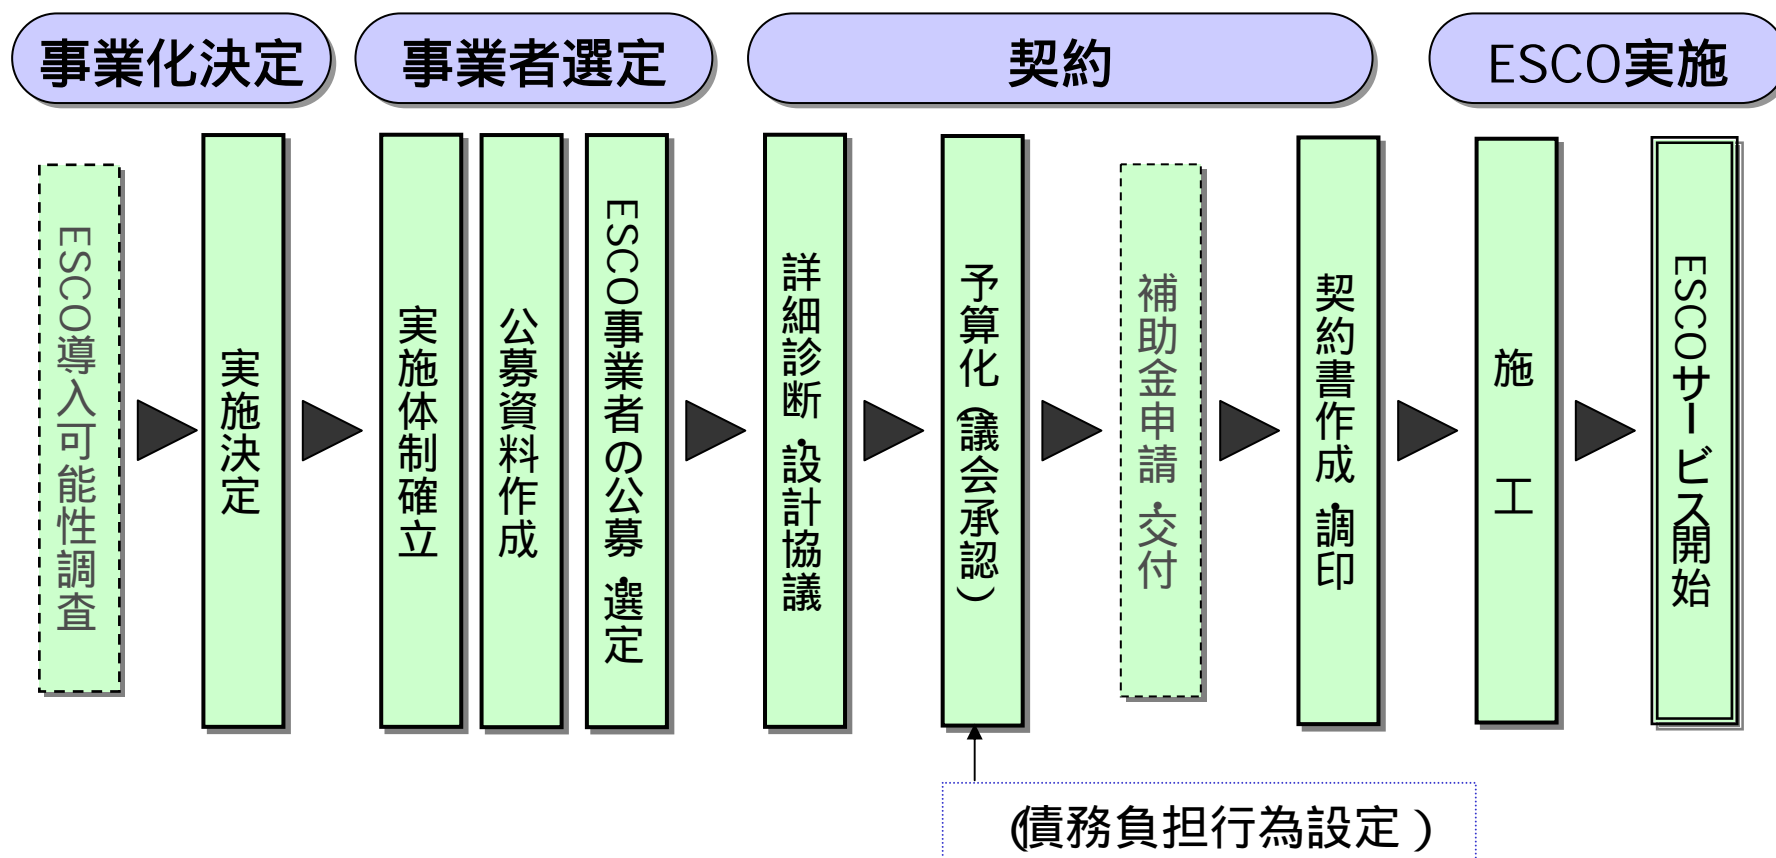 事業化決定
事業者選定
契約
ESCO実施
ESCO導入可能性調査
実施決定
実施体制確立
公募資料作成
ESCO事業者の公募・選定
詳細診断・設計協議
予算化（議会承認）
補助金申請・交付
契約書作成・調印
施工
ESCOサービス開始
（債務負担行為設定）